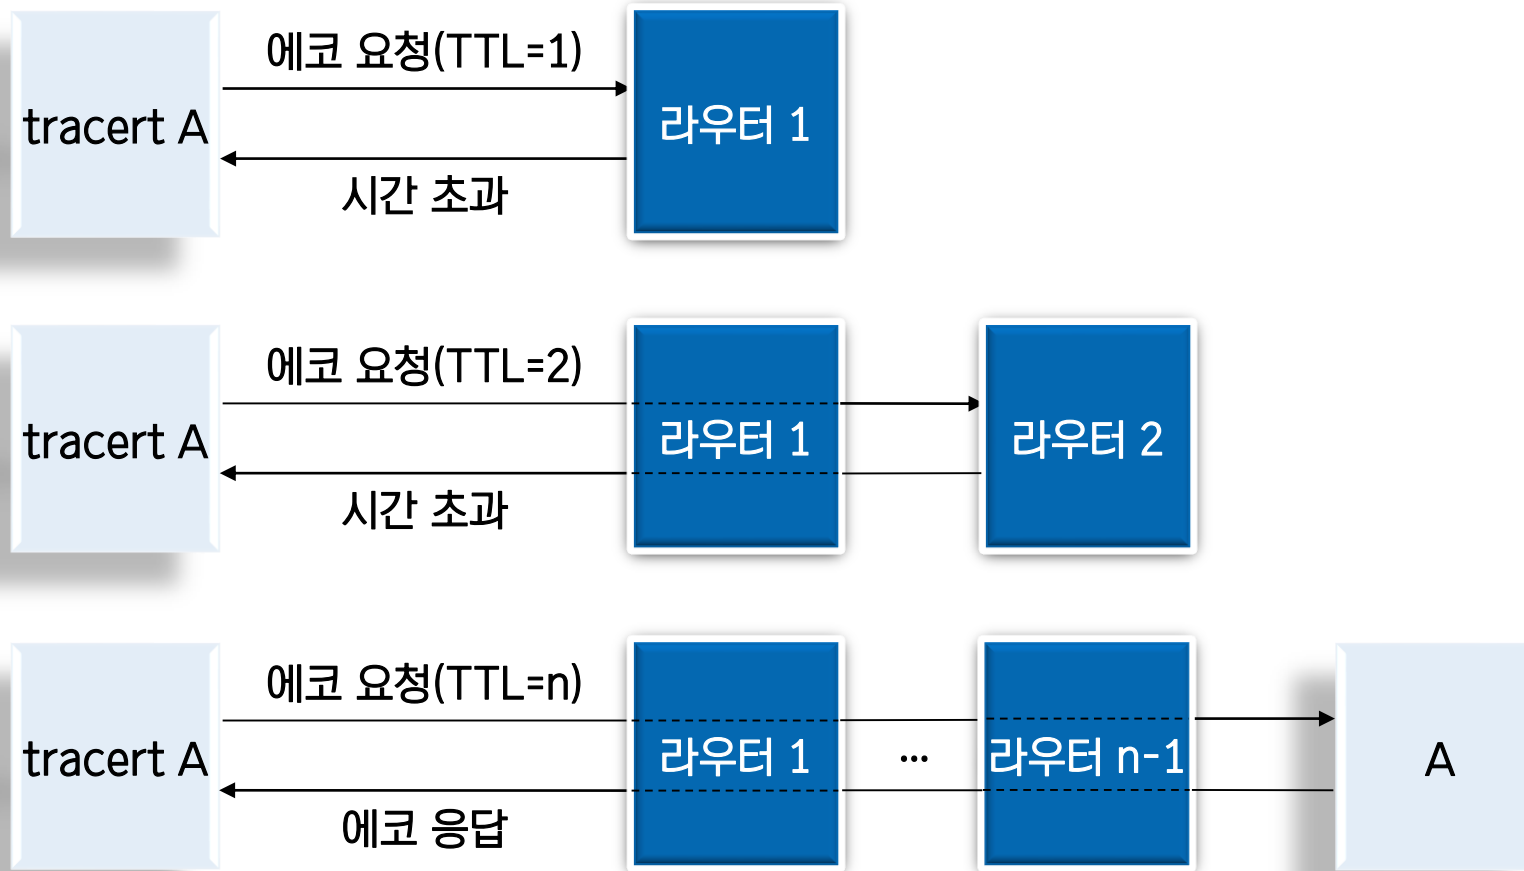 에코 요청(TTL=1)
tracert A
라우터 1
시간 초과
에코 요청(TTL=2)
tracert A
라우터 1
라우터 2
시간 초과
에코 요청(TTL=n)
tracert A
라우터 1
...
라우터 n-1
A
에코 응답